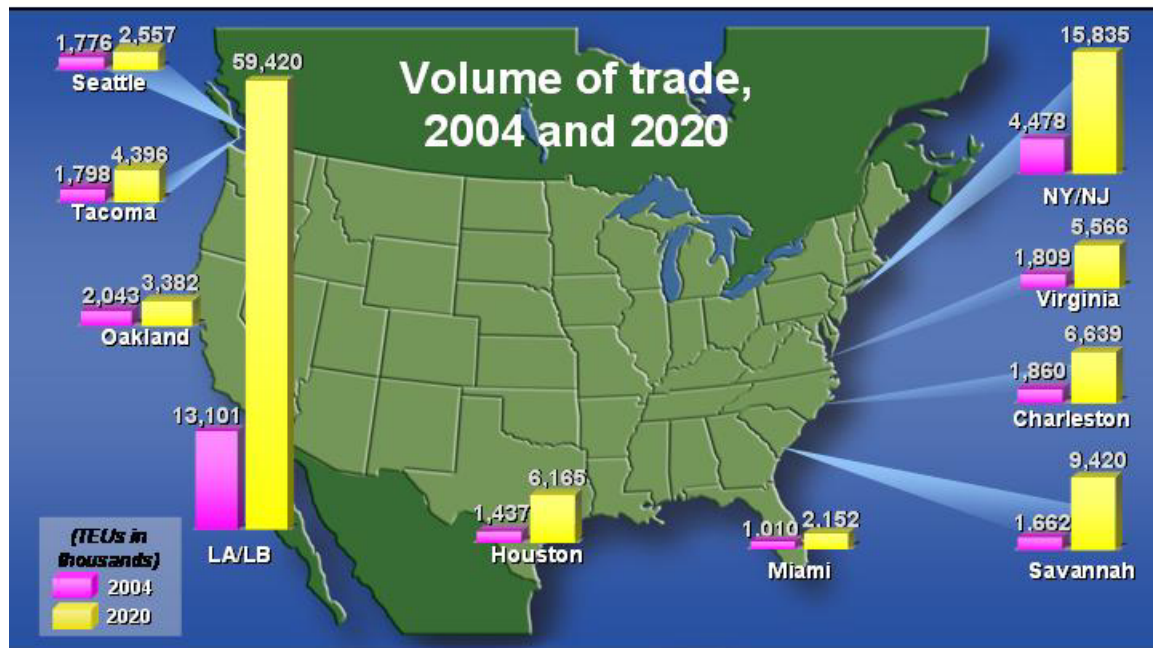 Volume of trade,
2004 and 2020
1,776 2,557
Seattle
1,798 4,396
Tacoma
2,043 3,382
Oakland
13,101 59,420
LA/LB
1,437 6,165
Houston
1,010 2,152
Miami
4,478 15,835
NY/NJ
1,809 5,566
Virginia
1,860 6,639
Charleston
1,662 9,420
Savannah
(TEUs in
thousands)
2004
2020